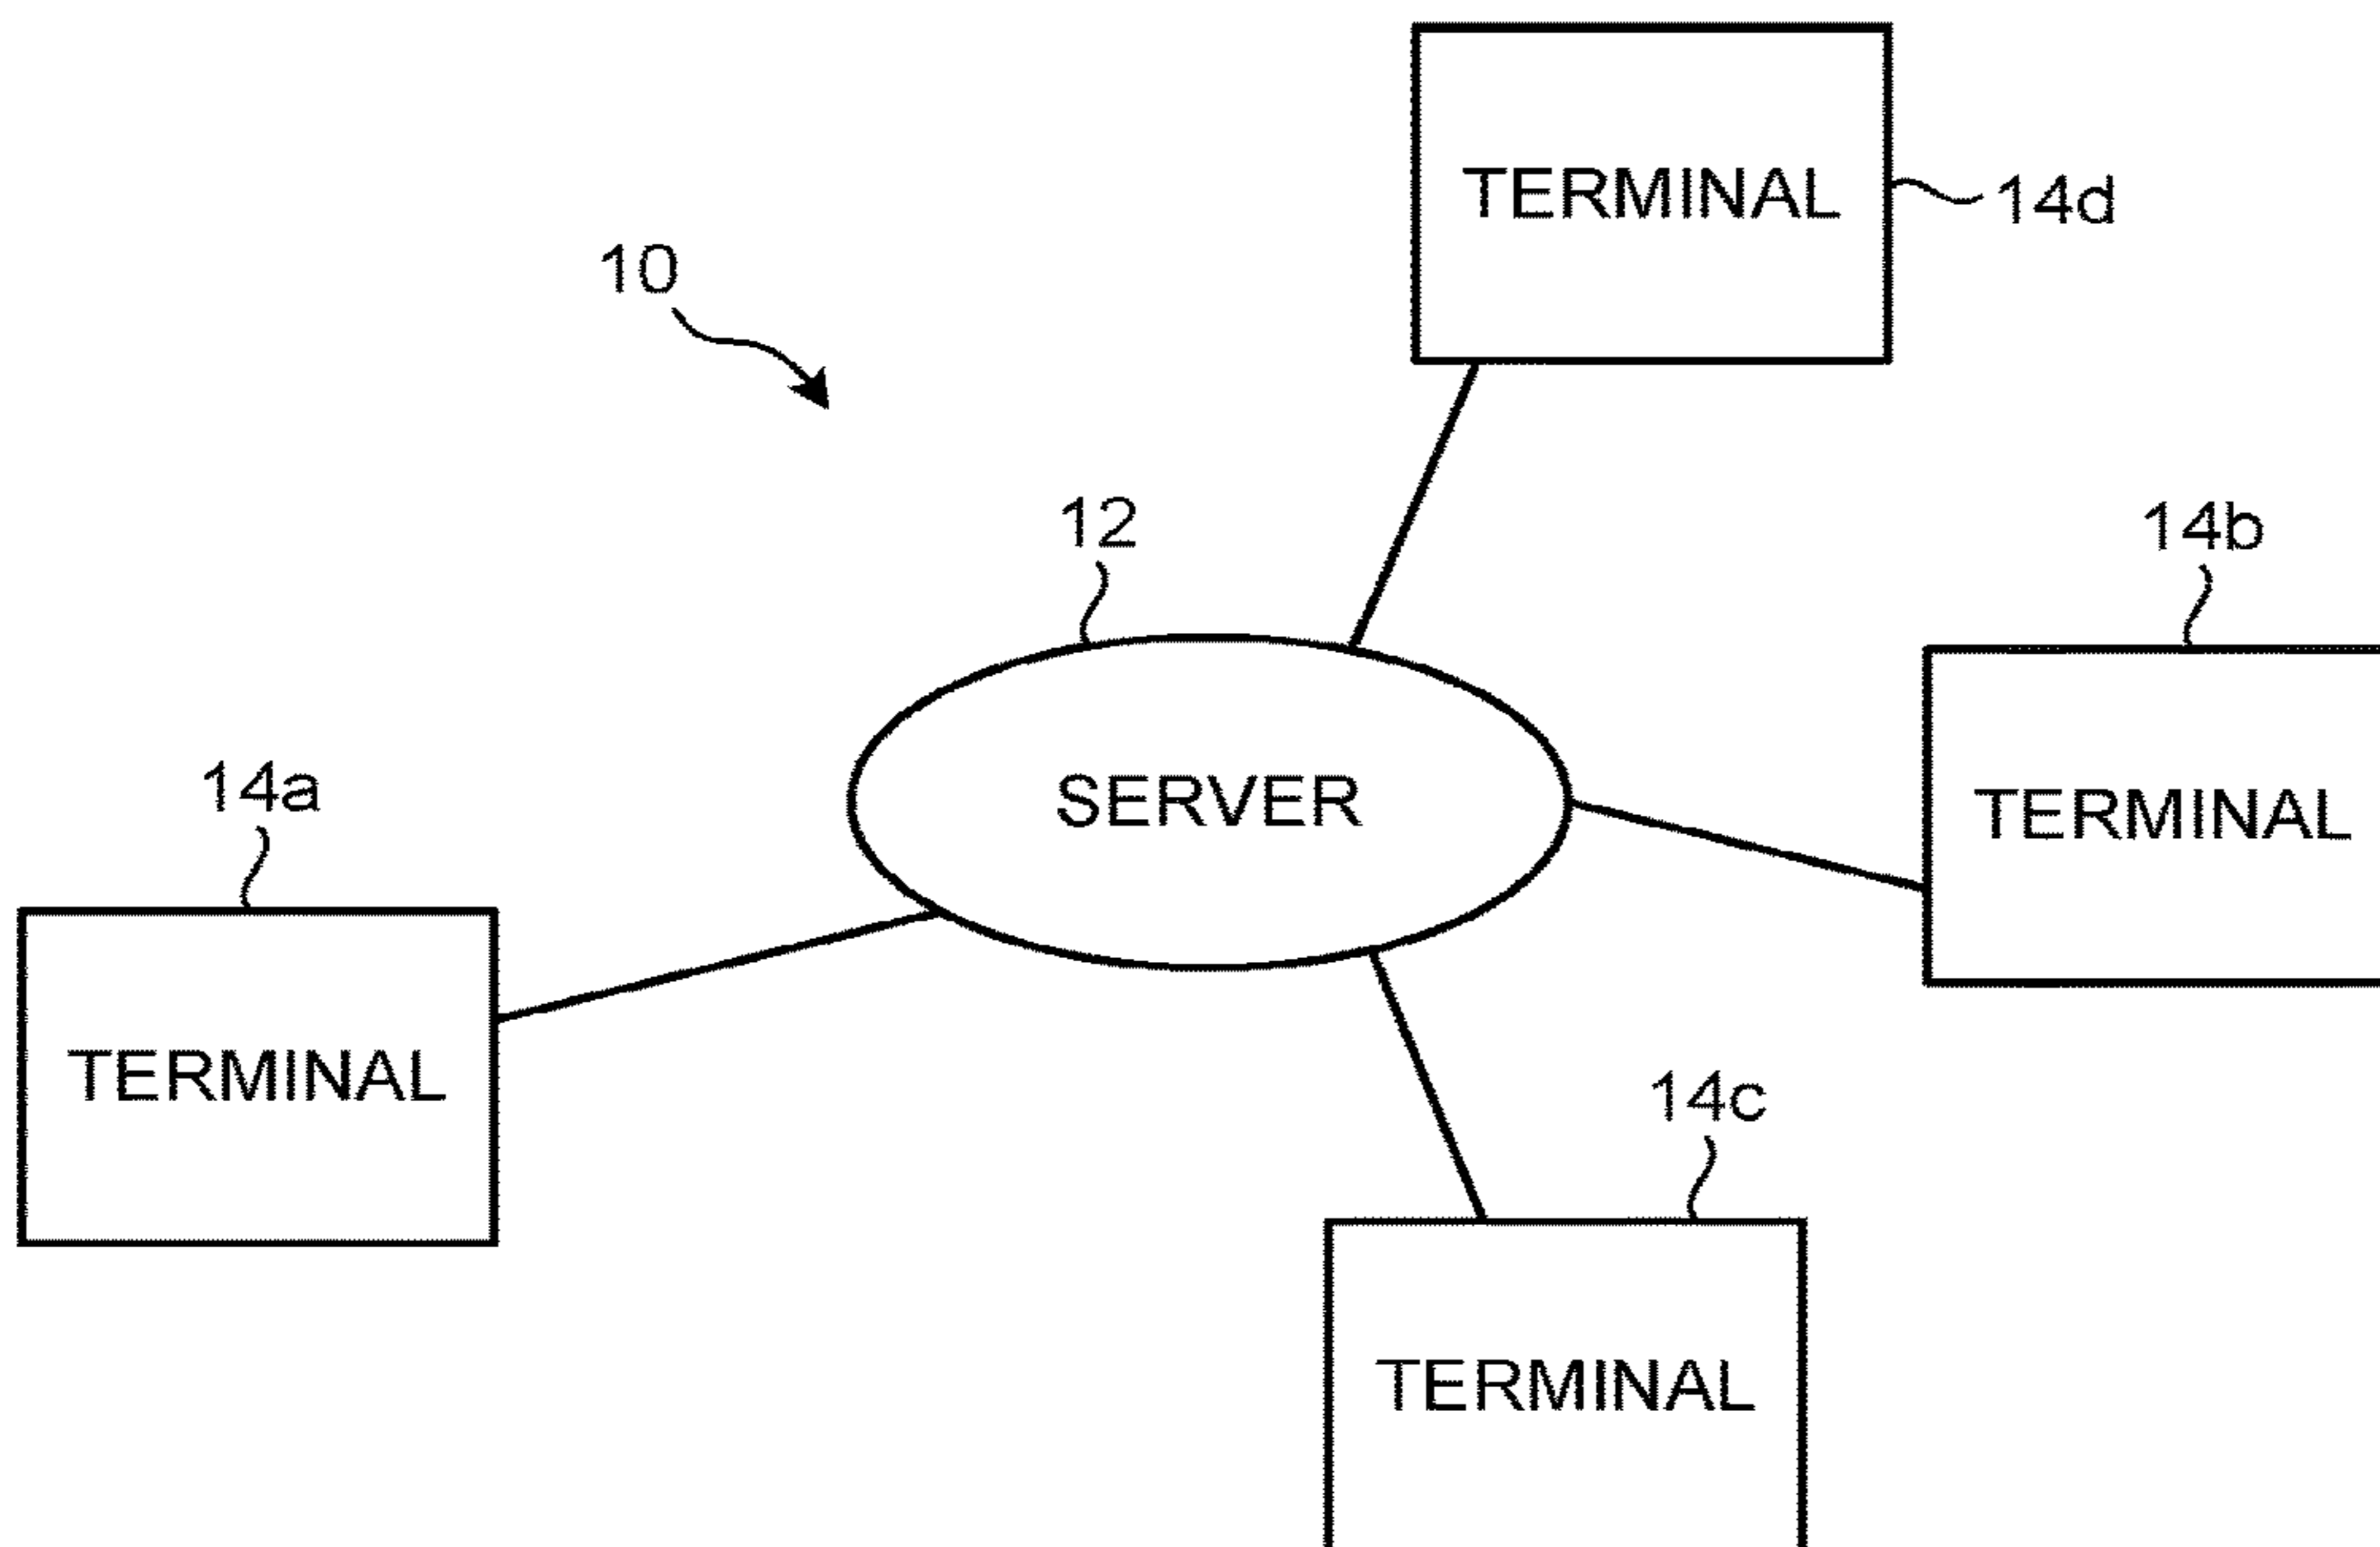 TERMINAL
14d
10
12
14b
14a
SERVER
TERMINAL
TERMINAL
14c
TERMINAL